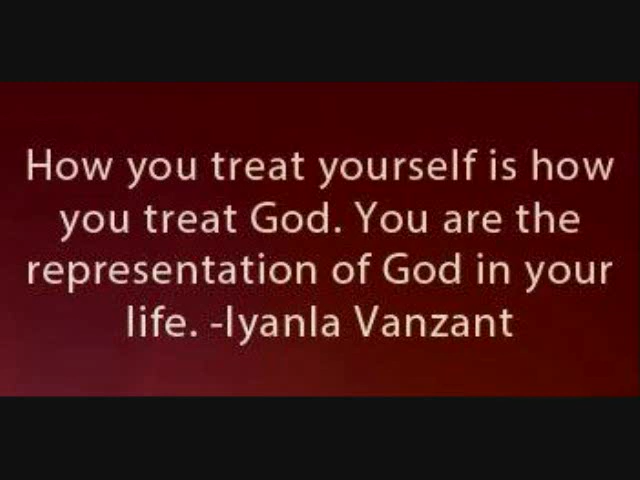 How you treat yourself is how
you treat God. You are the
representation of God in your
life. -Iyanla Vanzant